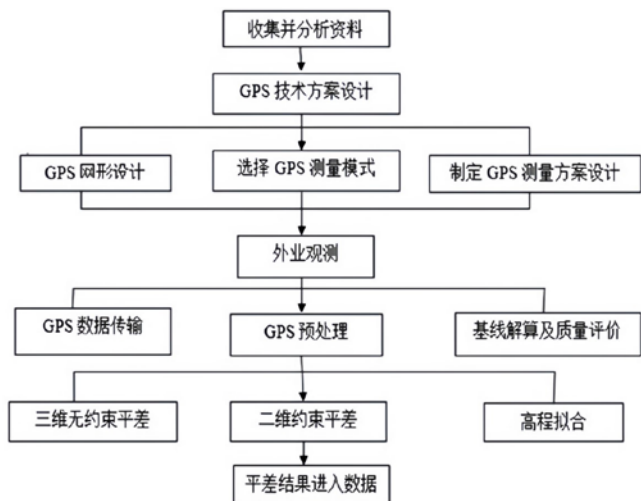 收集并分析资料
GPS 技术方案设计
GPS 网形设计
选择 GPS 测量模式
制定 GPS 测量方案设计
外业观测
GPS 数据传输
GPS 预处理
基线解算及质量评价
三维无约束平差
二维约束平差
高程拟合
平差结果进入数据